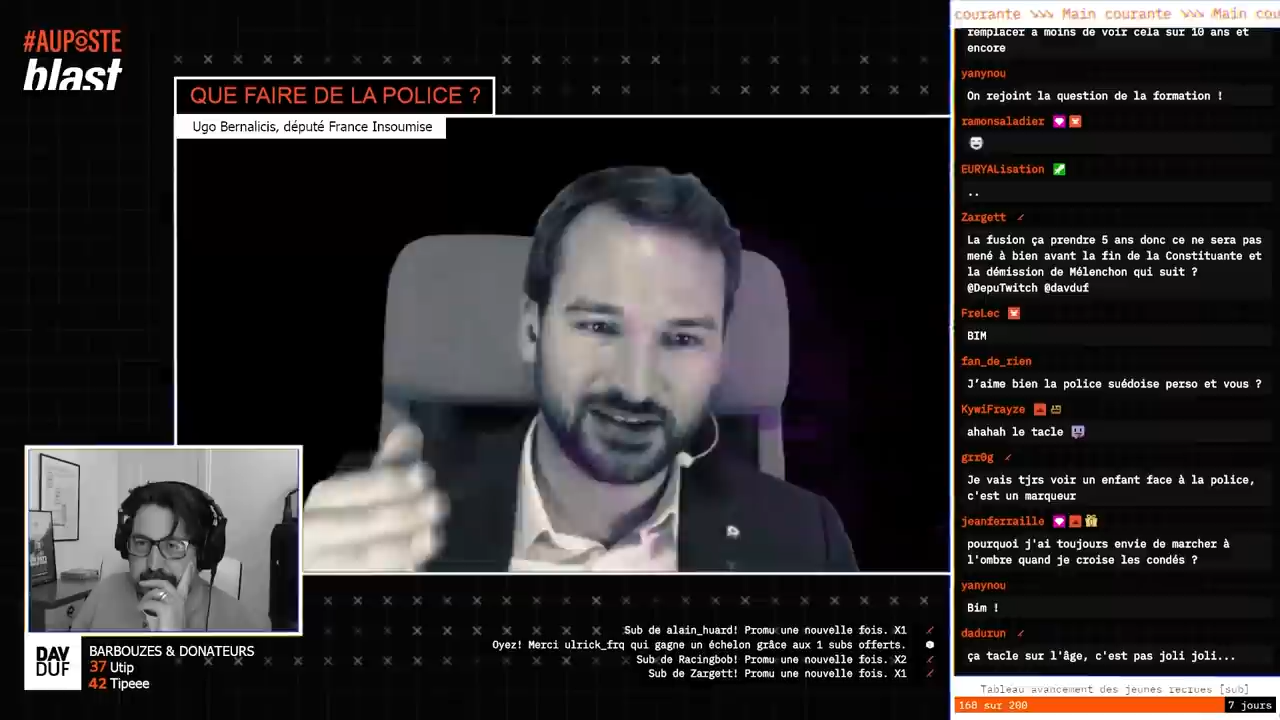 #AUPOSTE
blast
QUE FAIRE DE LA POLICE ?
Ugo Bernalicis, député France Insoumise
DAV
DUF
BARBOUZES & DONATEURS
37 Utip
42 Tipeee
Sub de alain_huard! Promu une nouvelle fois. X1
Oyez! Merci ulrick_frq qui gagne un échelon grâce aux 1 subs offerts.
Sub de Racingbob! Promu une nouvelle fois. X2
Sub de Zargett! Promu une nouvelle fois. X1
courante >>> Main courante >>> Main cou
remplacer a moins de voir cela sur 10 ans et
encore
yanynou
On rejoint la question de la formation !
ramonsaladier
EURYALisation
..
Zargett
La fusion ça prendre 5 ans donc ce ne sera pas
mené à bien avant la fin de la Constituante et
la démission de Mélenchon qui suit ?
@DepuTwitch @davduf
FreLec
BIM
fan_de_rien
J'aime bien la police suédoise perso et vous ?
KywiFrayze
ahahah le tacle
grr0g
Je vais tjrs voir un enfant face à la police,
c'est un marqueur
jeanferraille
pourquoi j'ai toujours envie de marcher à
l'ombre quand je croise les condés ?
yanynou
Bim !
dadurun
ça tacle sur l'âge, c'est pas joli joli...
Tableau avancement des jeunes recrues [sub]
168 sur 200
7 jours